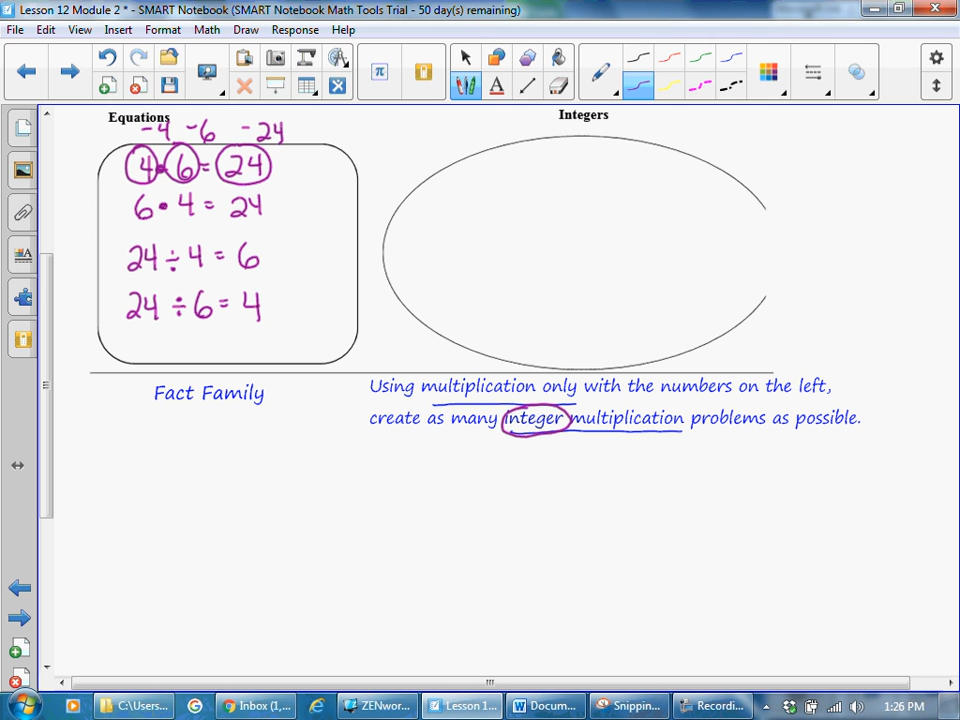 Lesson 12 Module 2 * - SMART Notebook (SMART Notebook Math Tools Trial - 50 day(s) remaining)
File Edit View Insert Format Math Draw Response Help
Equations
Integers
-4 -6 -24
4 • 6 = 24
6 • 4 = 24
24 ÷ 4 = 6
24 ÷ 6 = 4
Fact Family
Using multiplication only with the numbers on the left,
create as many integer multiplication problems as possible.
C:\Users... Inbox (1,... ZENwor... Lesson 1... Docum... Snippin... Recordi... 1:26 PM